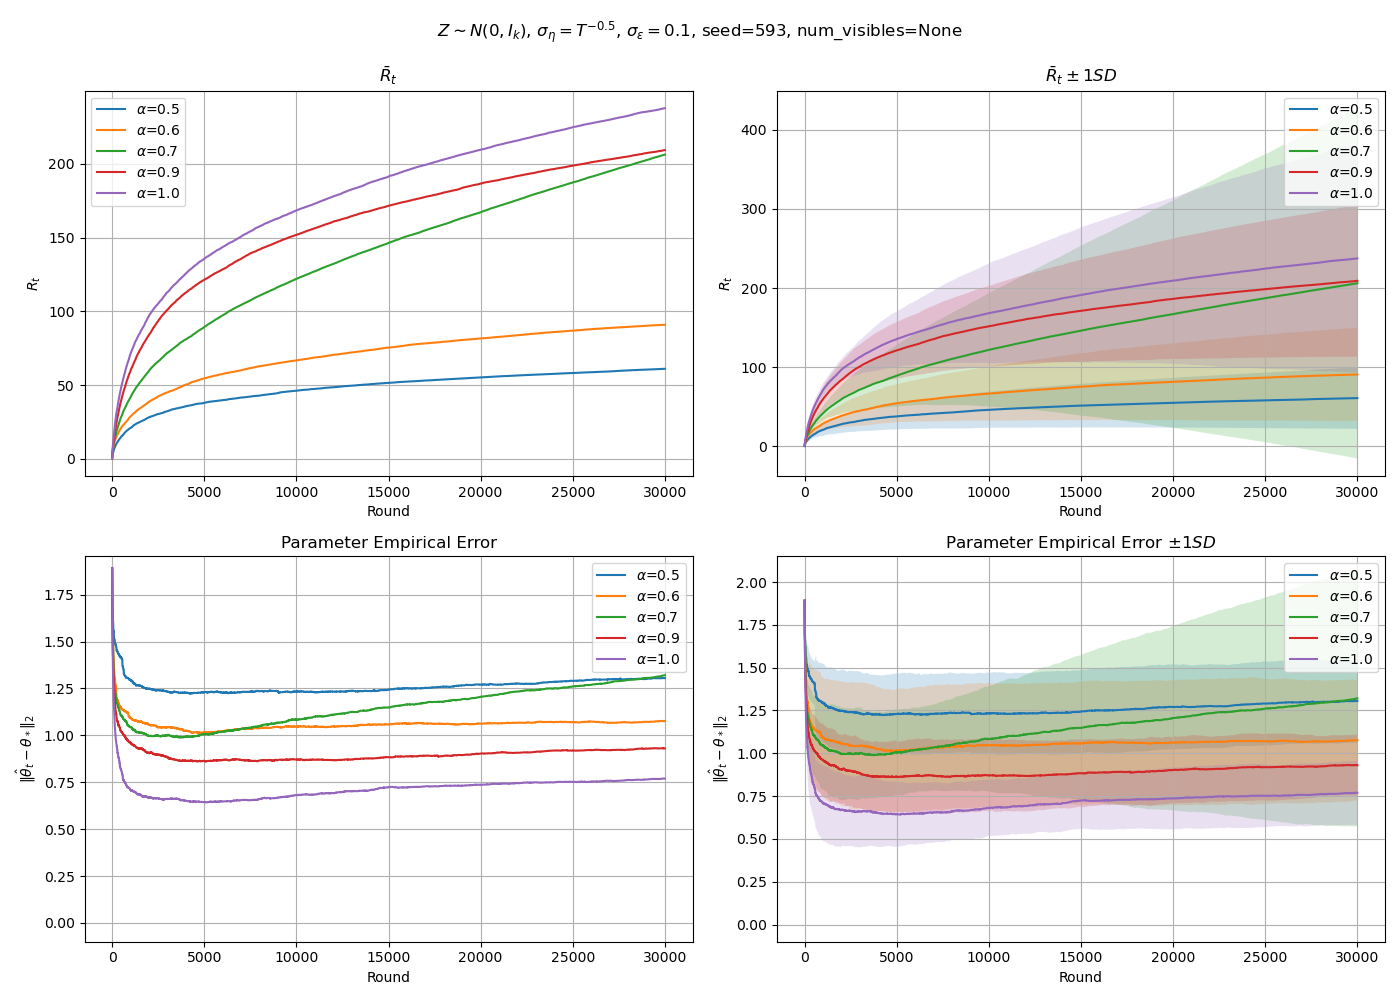 Z ~ N(0, I_k), σ_η = T^{−0.5}, σ_ε = 0.1, seed=593, num_visibles=None
R̄_t
R_t
200
150
100
50
0
α=0.5
α=0.6
α=0.7
α=0.9
α=1.0
0 5000 10000 15000 20000 25000 30000
Round
R̄_t ± 1SD
R_t
400
300
200
100
0
α=0.5
α=0.6
α=0.7
α=0.9
α=1.0
0 5000 10000 15000 20000 25000 30000
Round
Parameter Empirical Error
‖θ̂_t − θ_*‖_2
1.75
1.50
1.25
1.00
0.75
0.50
0.25
0.00
α=0.5
α=0.6
α=0.7
α=0.9
α=1.0
0 5000 10000 15000 20000 25000 30000
Round
Parameter Empirical Error ±1SD
‖θ̂_t − θ_*‖_2
2.00
1.75
1.50
1.25
1.00
0.75
0.50
0.25
0.00
α=0.5
α=0.6
α=0.7
α=0.9
α=1.0
0 5000 10000 15000 20000 25000 30000
Round